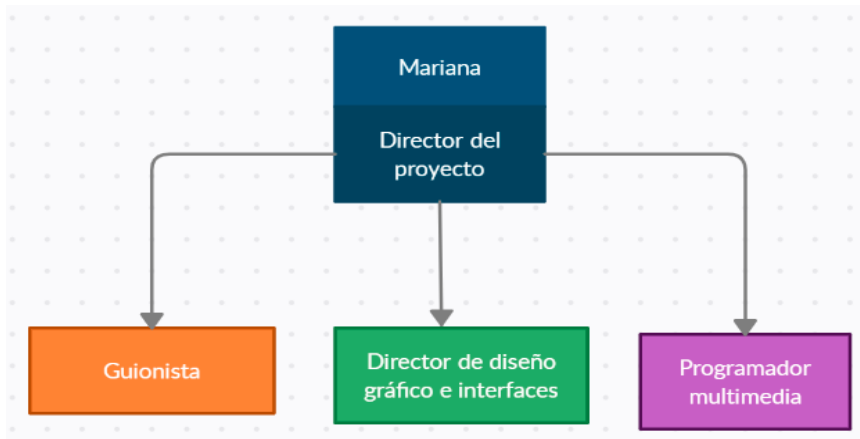 Mariana
Director del
proyecto
Guionista
Director de diseño
gráfico e interfaces
Programador
multimedia